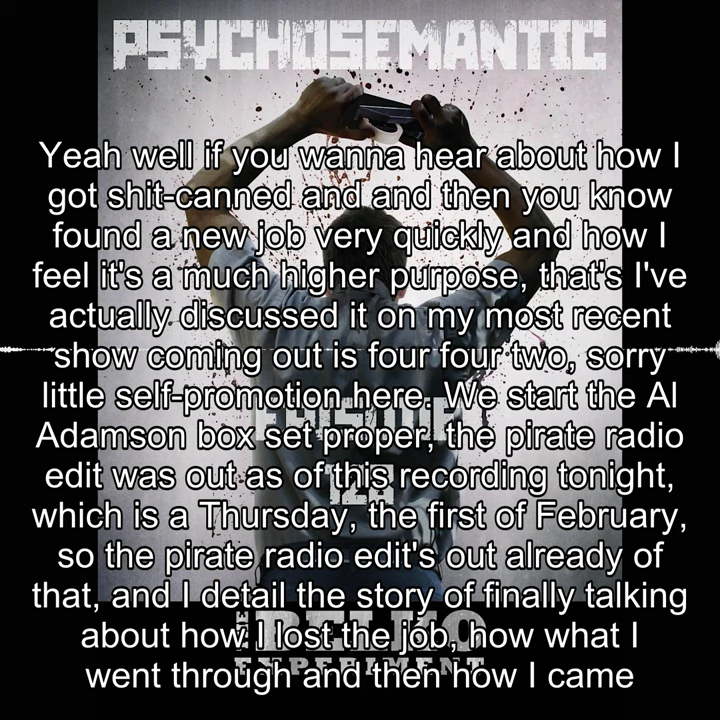 PSYCHOSEMANTIC
Yeah well if you wanna hear about how I
got shit-canned and and then you know
found a new job very quickly and how I
feel it's a much higher purpose, that's I've
actually discussed it on my most recent
show coming out is four four two, sorry
little self-promotion here. We start the Al
EPISODE
Adamson box set proper, the pirate radio
edit was out as of this recording tonight,
128
which is a Thursday, the first of February,
so the pirate radio edit's out already of
that, and I detail the story of finally talking
THE BELKO
about how I lost the job, how what I
EXPERIMENT
went through and then how I came